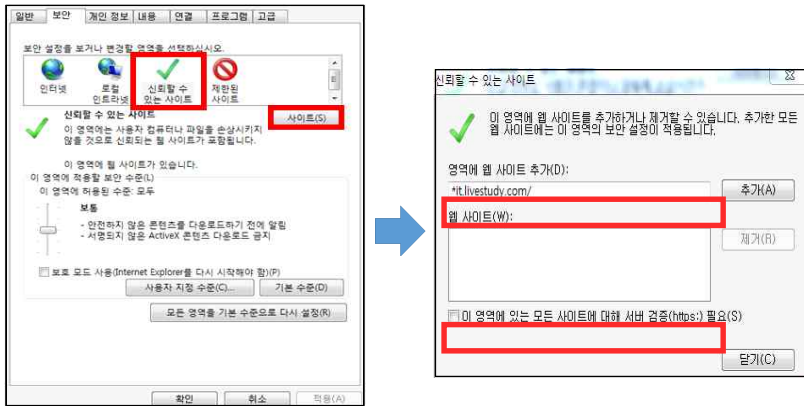 일반 보안 개인 정보 내용 연결 프로그램 고급
보안 설정을 보거나 변경할 영역을 선택하십시오.
인터넷
로컬 인트라넷
신뢰할 수 있는 사이트
제한된 사이트
신뢰할 수 있는 사이트
사이트(S)
이 영역에는 사용자 컴퓨터나 파일을 손상시키지
않을 것으로 신뢰되는 웹 사이트가 포함됩니다.
이 영역에 웹 사이트가 있습니다.
이 영역에 적용할 보안 수준(L)
이 영역에 허용된 수준: 모두
보통
- 안전하지 않은 콘텐츠를 다운로드하기 전에 알림
- 서명되지 않은 ActiveX 콘텐츠 다운로드 금지
보호 모드 사용(Internet Explorer를 다시 시작해야 함)(P)
사용자 지정 수준(C)... 기본 수준(D)
모든 영역을 기본 수준으로 다시 설정(R)
확인 취소 적용(A)
신뢰할 수 있는 사이트
이 영역에 웹 사이트를 추가하거나 제거할 수 있습니다. 추가한 모든
웹 사이트에는 이 영역의 보안 설정이 적용됩니다.
영역에 웹 사이트 추가(D):
*it.livestudy.com/ 추가(A)
웹 사이트(W):
제거(R)
이 영역에 있는 모든 사이트에 대해 서버 검증(https:) 필요(S)
닫기(C)